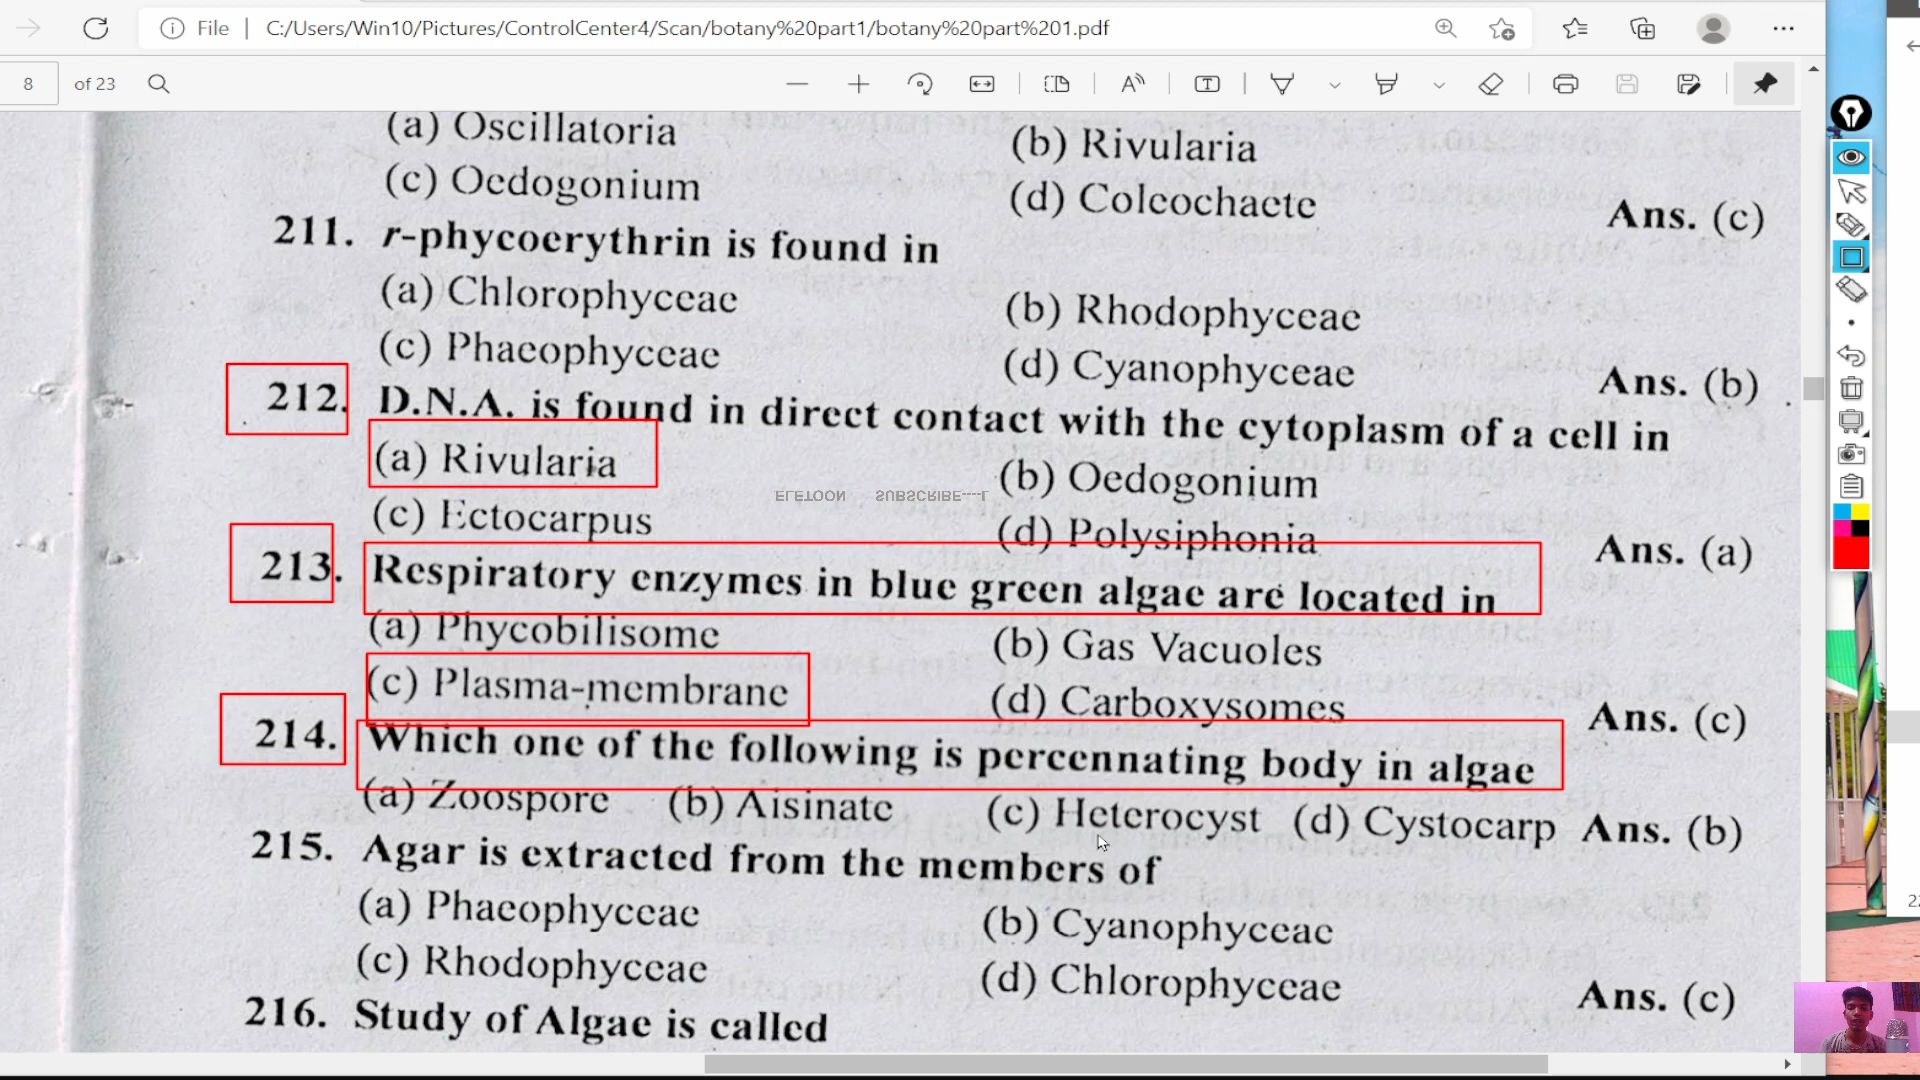 File | C:/Users/Win10/Pictures/ControlCenter4/Scan/botany%20part1/botany%20part%201.pdf
8 of 23
(a) Oscillatoria (b) Rivularia
(c) Oedogonium (d) Coleochaete Ans. (c)
211. r-phycoerythrin is found in
(a) Chlorophyceae (b) Rhodophyceae
(c) Phaeophyceae (d) Cyanophyceae Ans. (b)
212. D.N.A. is found in direct contact with the cytoplasm of a cell in
(a) Rivularia (b) Oedogonium
ELETOON SUBSCRIBE----L
(c) Ectocarpus (d) Polysiphonia Ans. (a)
213. Respiratory enzymes in blue green algae are located in
(a) Phycobilisome (b) Gas Vacuoles
(c) Plasma-membrane (d) Carboxysomes Ans. (c)
214. Which one of the following is perennating body in algae
(a) Zoospore (b) Aisinate (c) Heterocyst (d) Cystocarp Ans. (b)
215. Agar is extracted from the members of
(a) Phaeophyceae (b) Cyanophyceae
(c) Rhodophyceae (d) Chlorophyceae Ans. (c)
216. Study of Algae is called